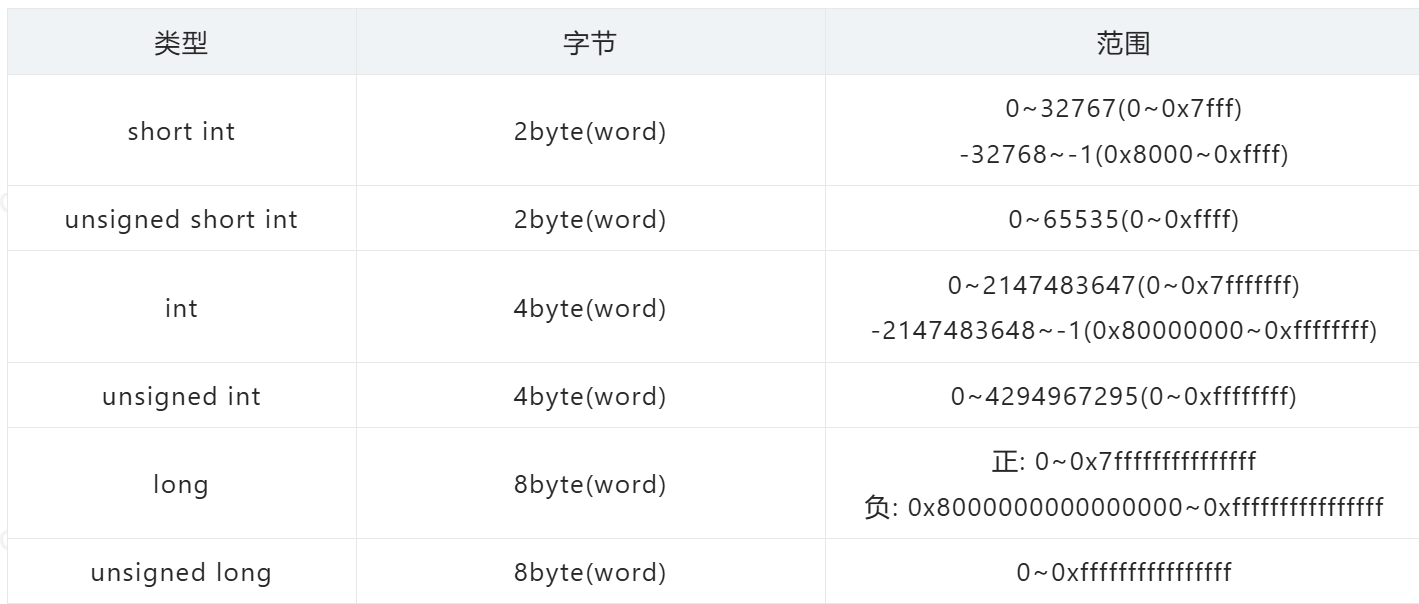 类型 字节 范围
short int 2byte(word) 0~32767(0~0x7fff)
-32768~-1(0x8000~0xffff)
unsigned short int 2byte(word) 0~65535(0~0xffff)
int 4byte(word) 0~2147483647(0~0x7fffffff)
-2147483648~-1(0x80000000~0xffffffff)
unsigned int 4byte(word) 0~4294967295(0~0xffffffff)
long 8byte(word) 正: 0~0x7fffffffffffffff
负: 0x8000000000000000~0xffffffffffffffff
unsigned long 8byte(word) 0~0xffffffffffffffff